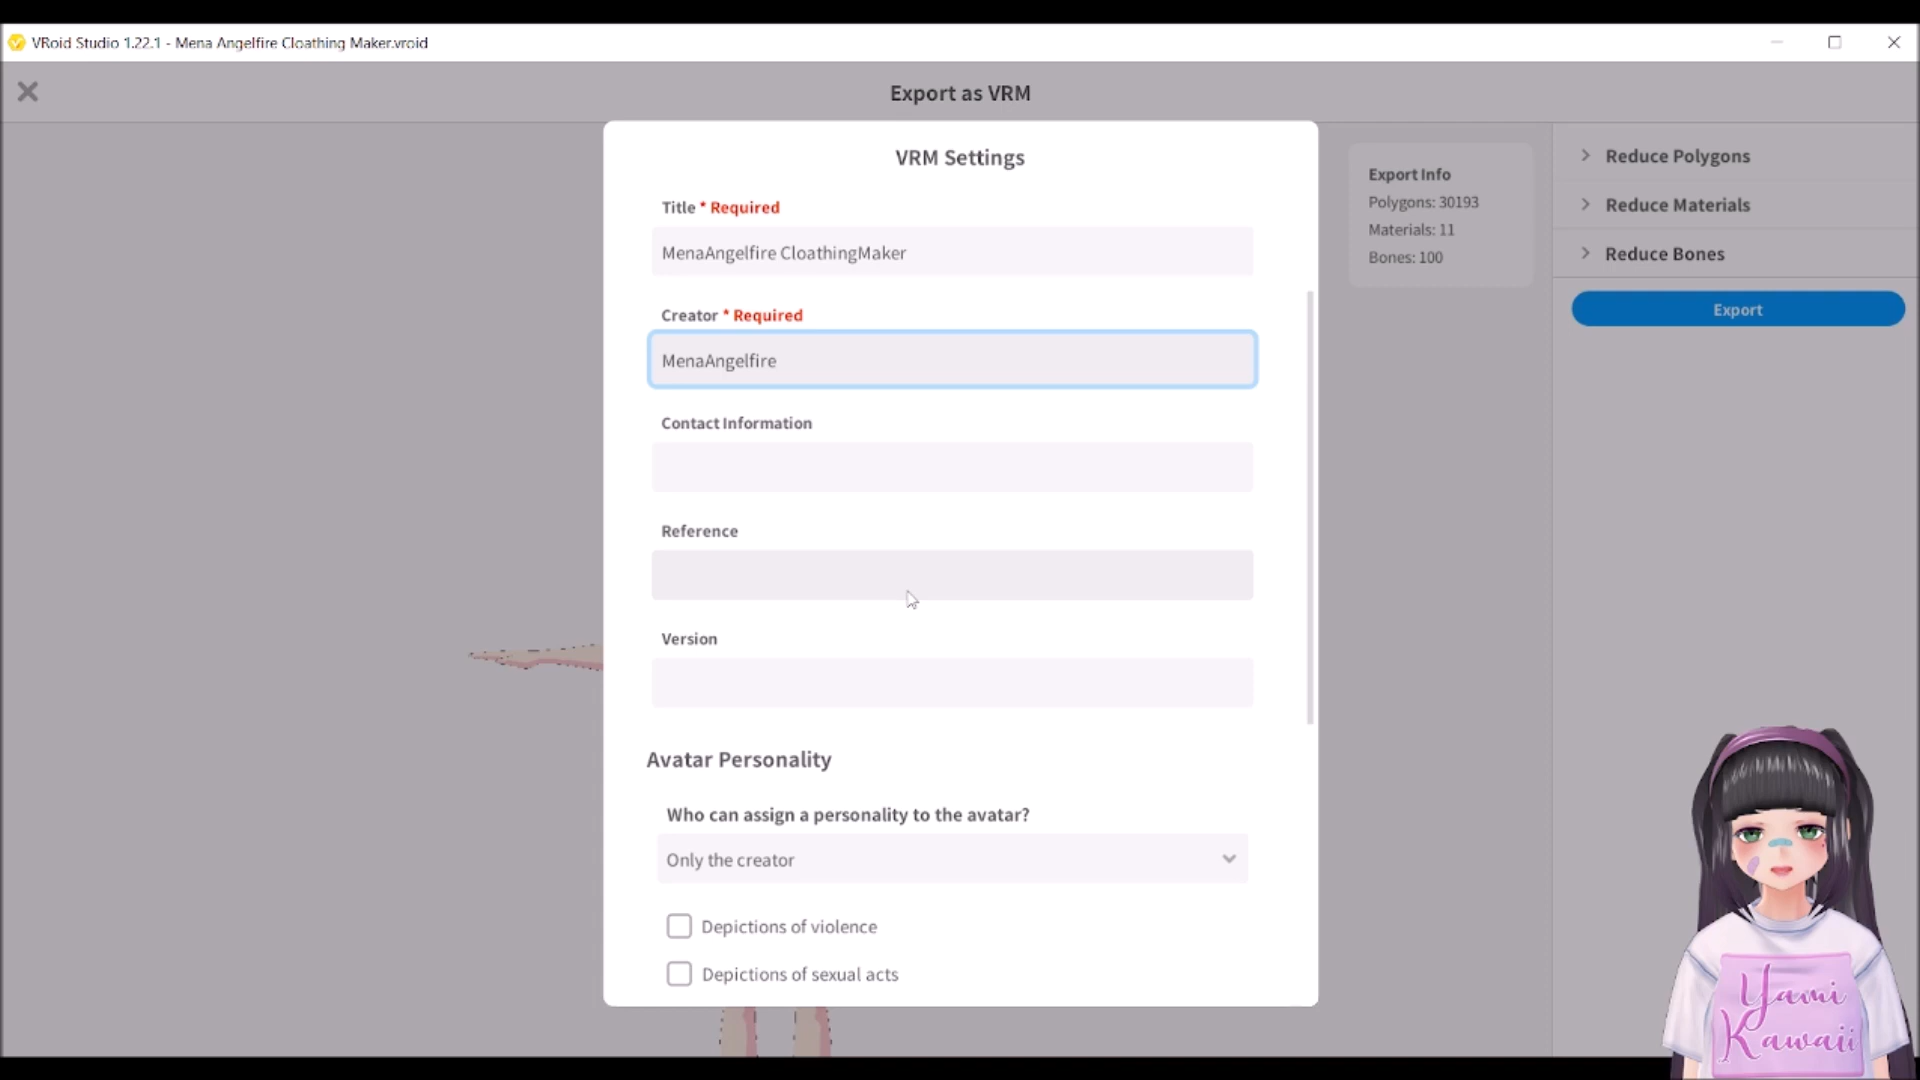 VRoid Studio 1.22.1 - Mena Angelfire Cloathing Maker.vroid
Export as VRM
VRM Settings
Title * Required
MenaAngelfire CloathingMaker
Creator * Required
MenaAngelfire
Contact Information
Reference
Version
Avatar Personality
Who can assign a personality to the avatar?
Only the creator
Depictions of violence
Depictions of sexual acts
Export Info
Polygons: 30193
Materials: 11
Bones: 100
Reduce Polygons
Reduce Materials
Reduce Bones
Export
Yami
Kawaii